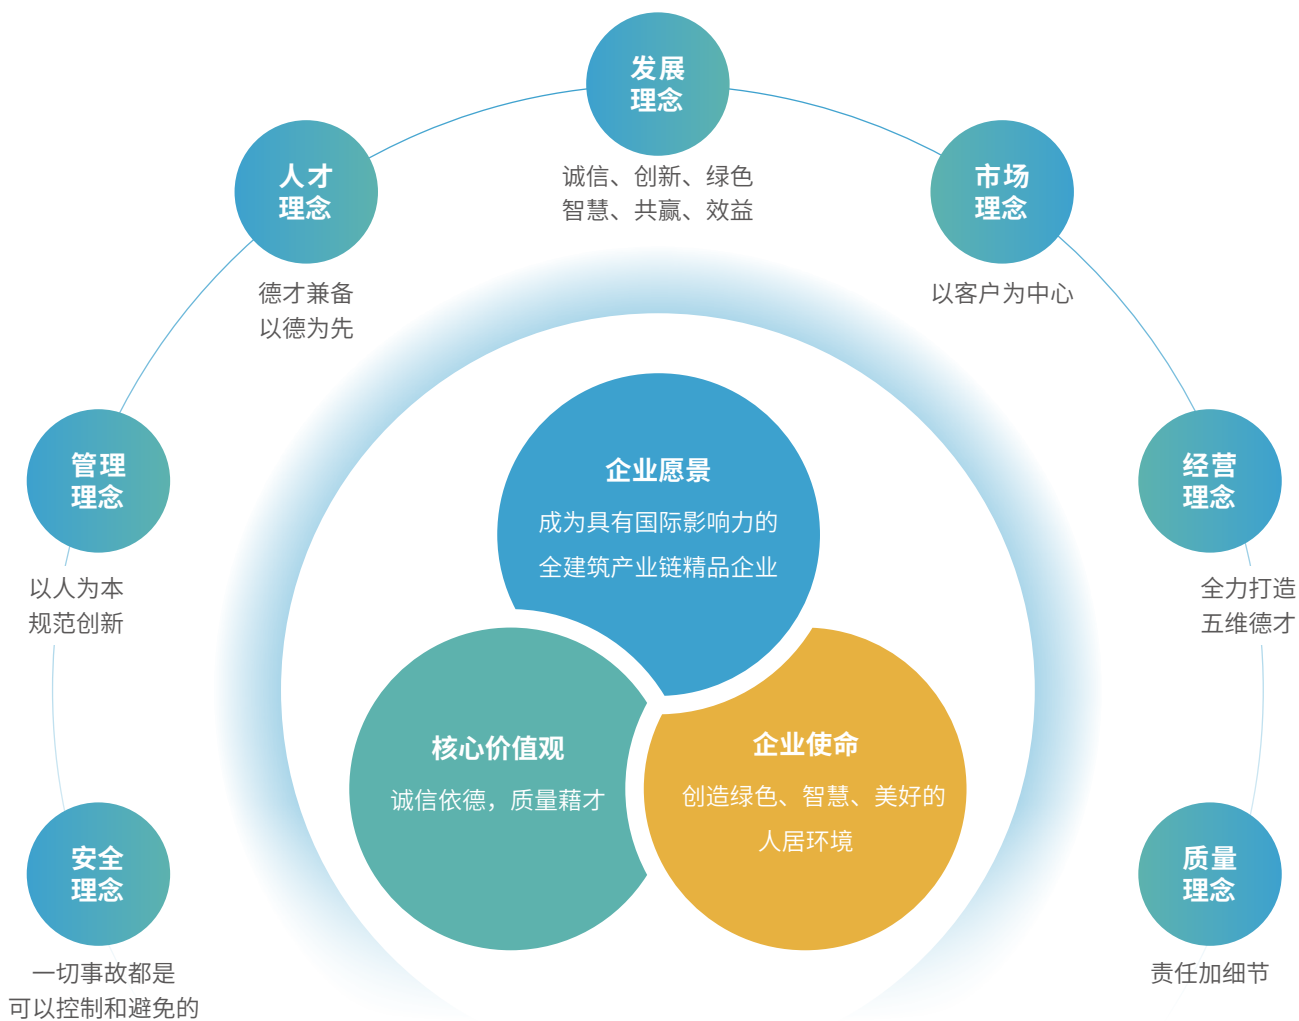 发展
理念
诚信、创新、绿色
智慧、共赢、效益
人才
理念
德才兼备
以德为先
市场
理念
以客户为中心
管理
理念
以人为本
规范创新
经营
理念
全力打造
五维德才
安全
理念
一切事故都是
可以控制和避免的
质量
理念
责任加细节
企业愿景
成为具有国际影响力的
全建筑产业链精品企业
核心价值观
诚信依德，质量藉才
企业使命
创造绿色、智慧、美好的
人居环境